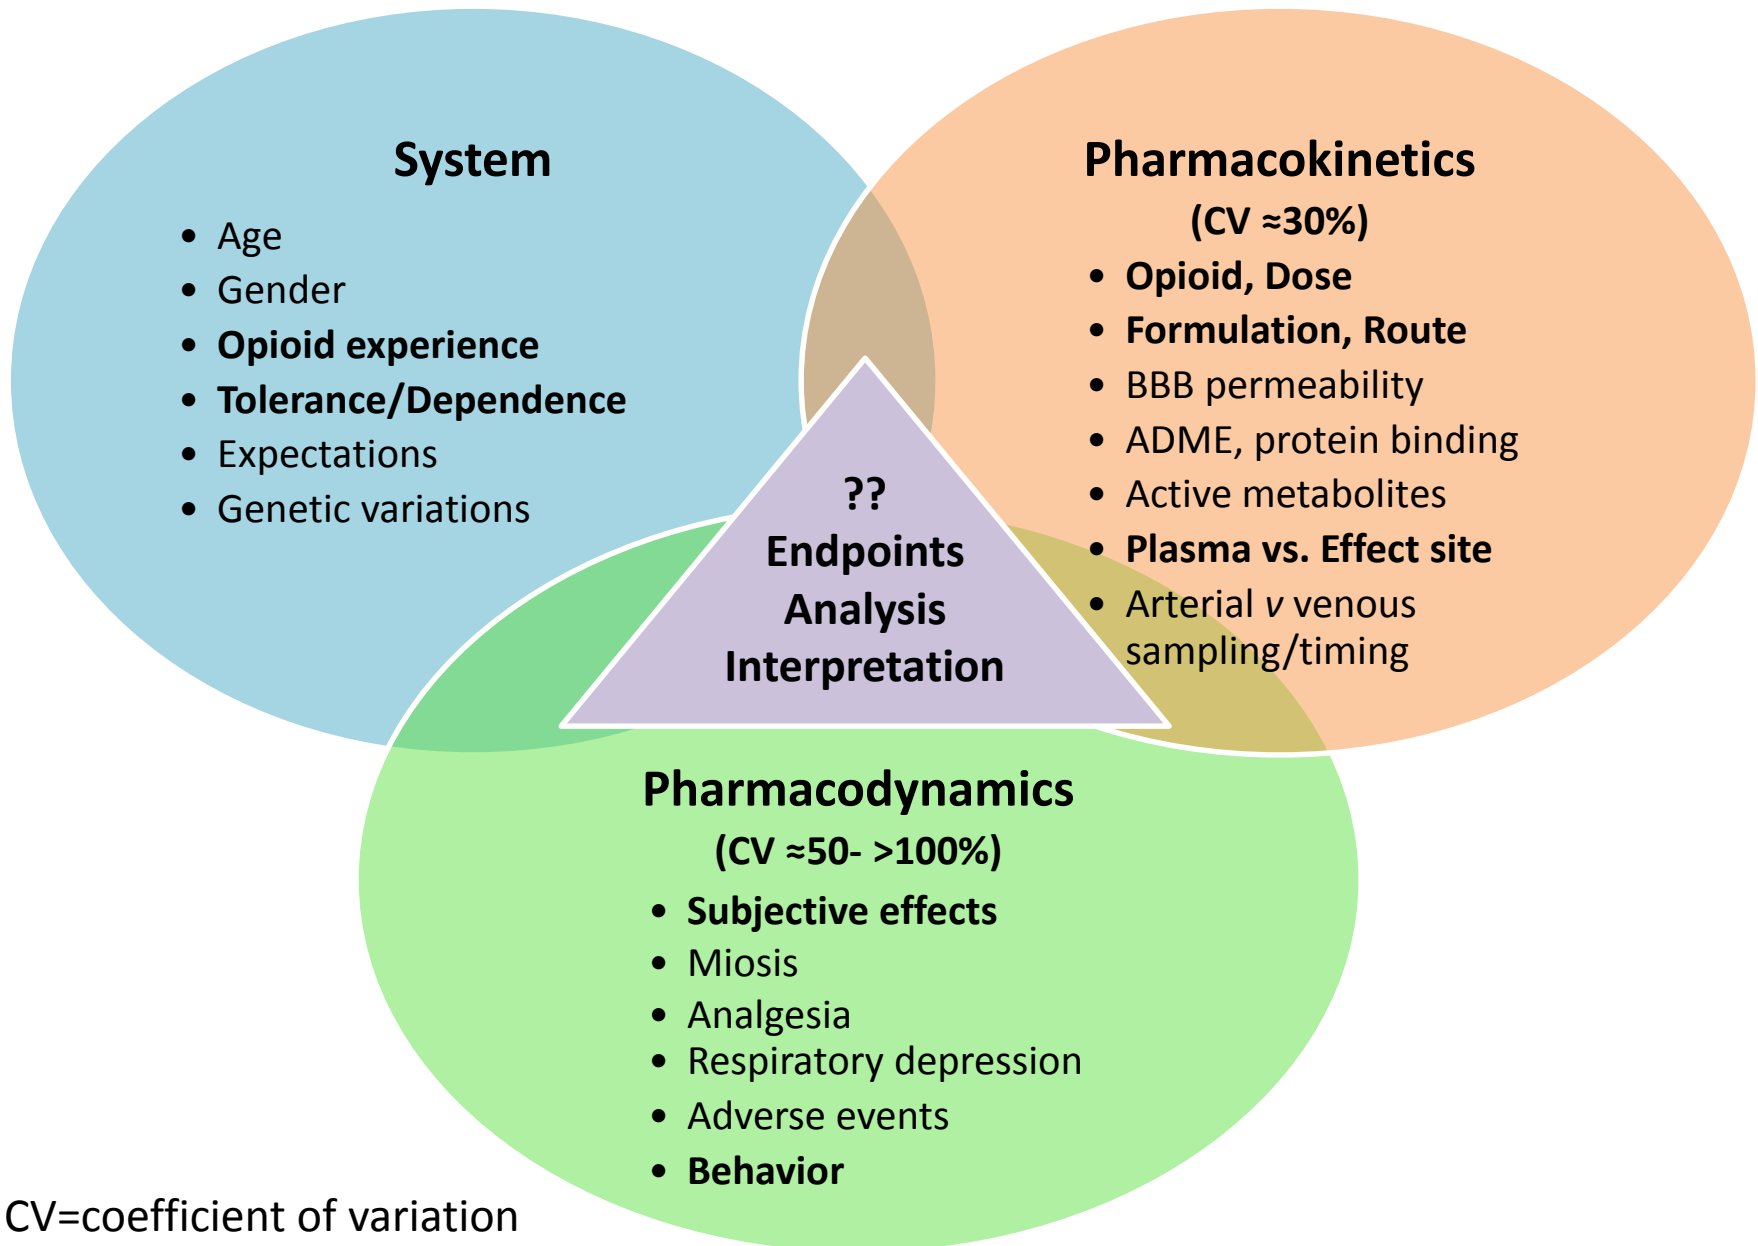 System
• Age
• Gender
• Opioid experience
• Tolerance/Dependence
• Expectations
• Genetic variations
Pharmacokinetics
(CV ≈30%)
• Opioid, Dose
• Formulation, Route
• BBB permeability
• ADME, protein binding
• Active metabolites
• Plasma vs. Effect site
• Arterial v venous
sampling/timing
??
Endpoints
Analysis
Interpretation
Pharmacodynamics
(CV ≈50- >100%)
• Subjective effects
• Miosis
• Analgesia
• Respiratory depression
• Adverse events
• Behavior
CV=coefficient of variation